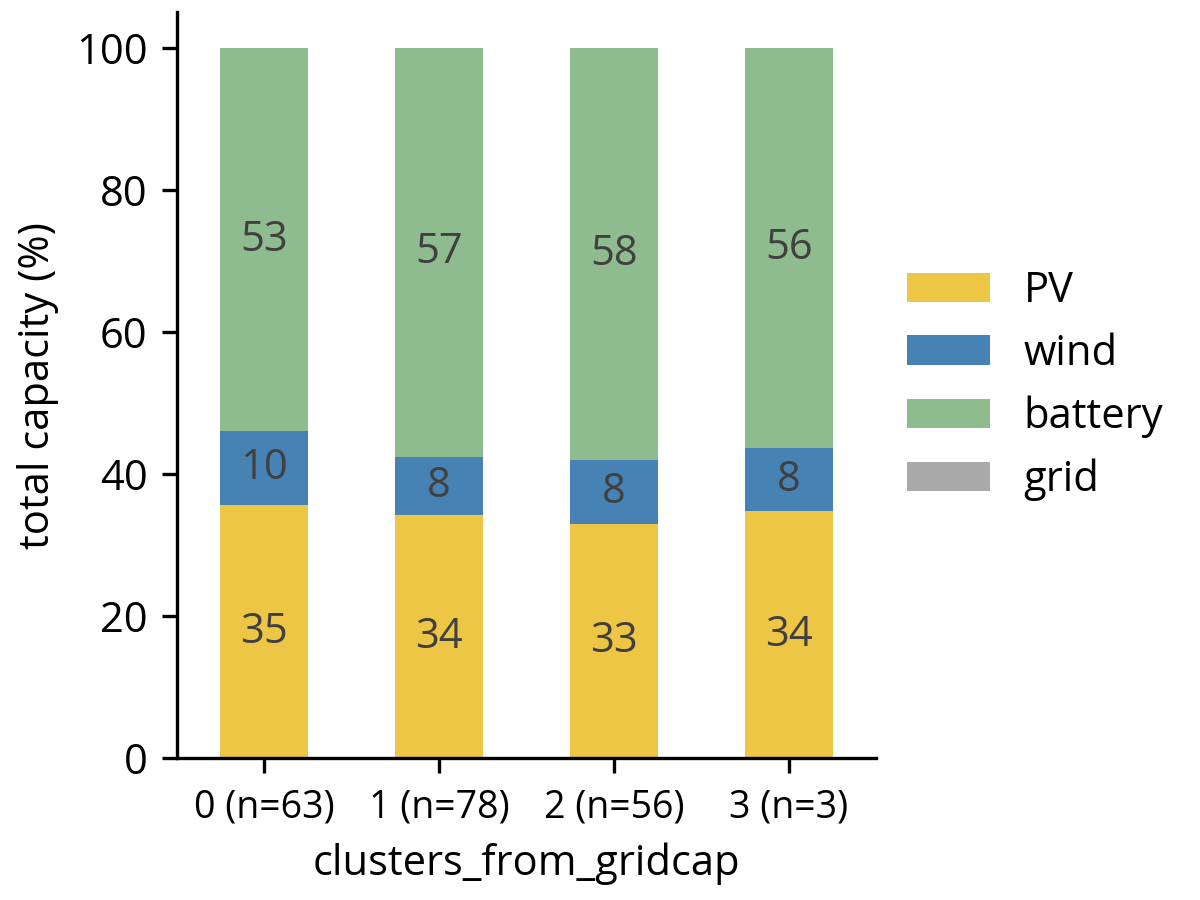 total capacity (%)
100
80
60
40
20
0
53
57
58
56
10
8
8
8
35
34
33
34
0 (n=63)
1 (n=78)
2 (n=56)
3 (n=3)
clusters_from_gridcap
PV
wind
battery
grid